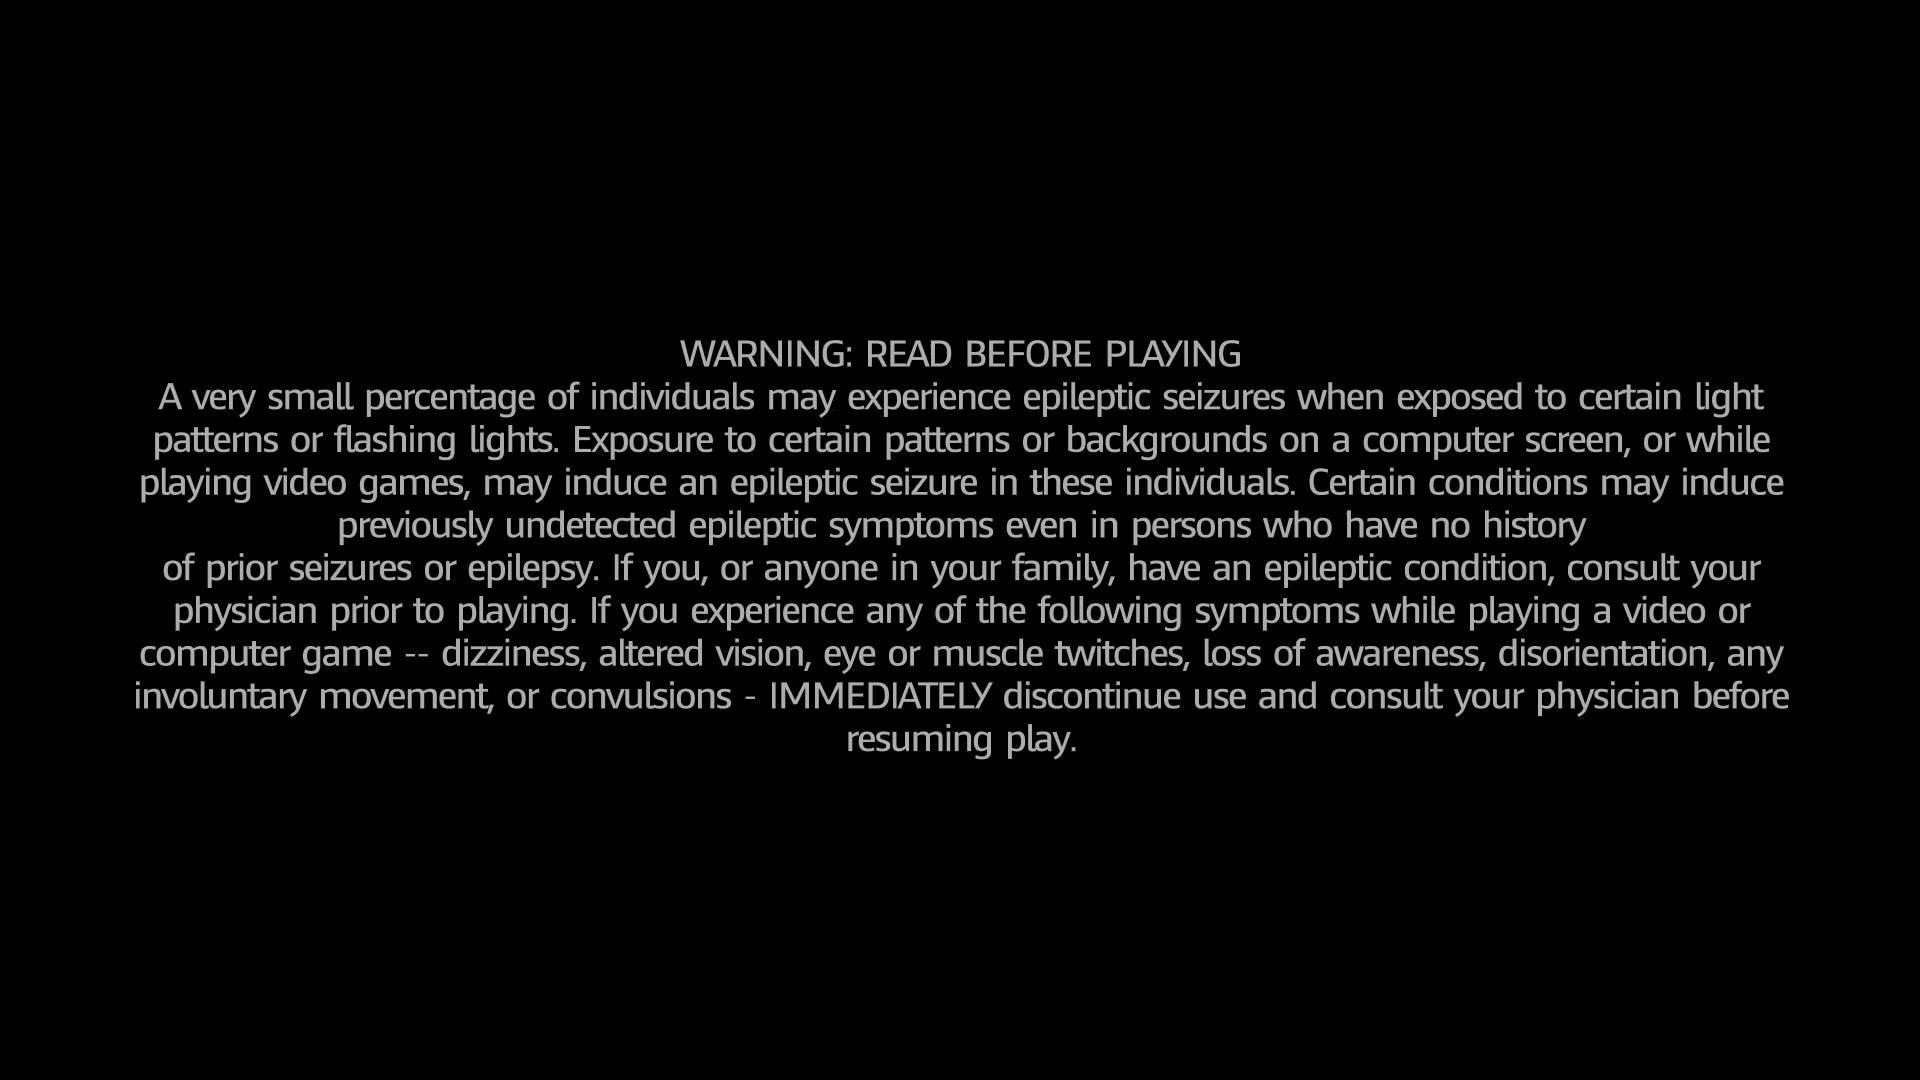 WARNING: READ BEFORE PLAYING
A very small percentage of individuals may experience epileptic seizures when exposed to certain light
patterns or flashing lights. Exposure to certain patterns or backgrounds on a computer screen, or while
playing video games, may induce an epileptic seizure in these individuals. Certain conditions may induce
previously undetected epileptic symptoms even in persons who have no history
of prior seizures or epilepsy. If you, or anyone in your family, have an epileptic condition, consult your
physician prior to playing. If you experience any of the following symptoms while playing a video or
computer game -- dizziness, altered vision, eye or muscle twitches, loss of awareness, disorientation, any
involuntary movement, or convulsions - IMMEDIATELY discontinue use and consult your physician before
resuming play.